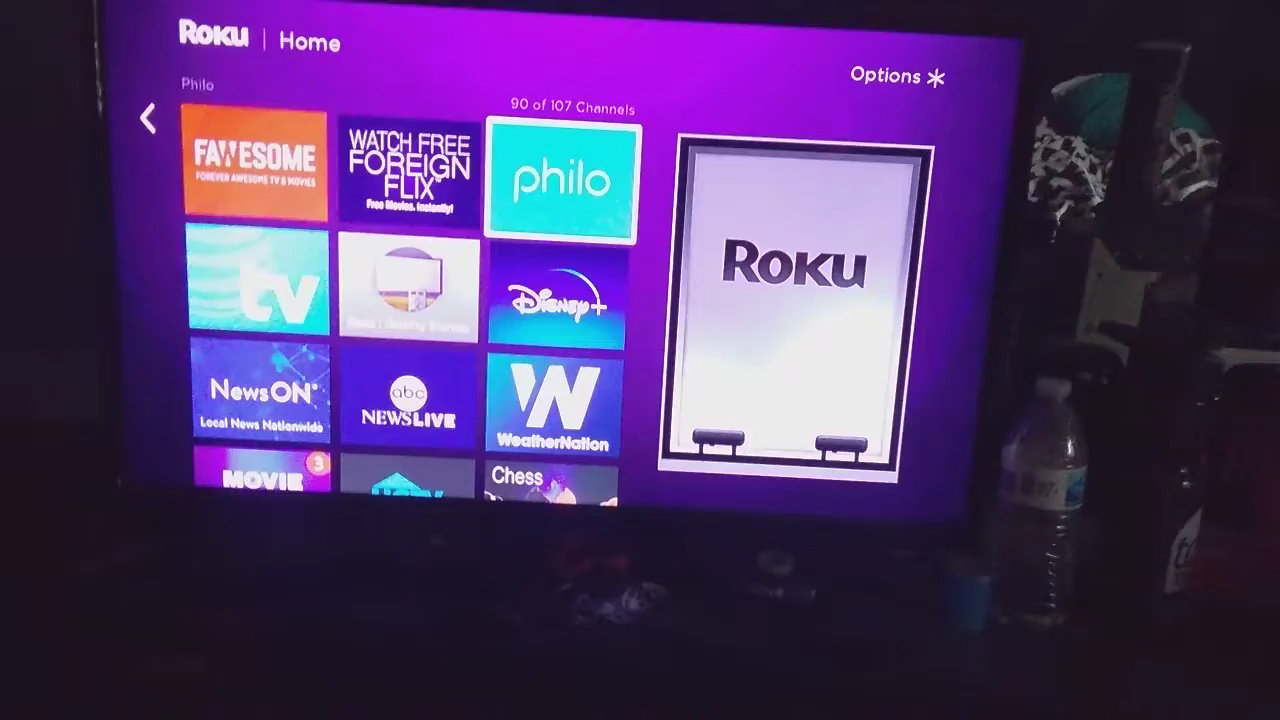 Roku | Home
Options
Philo
90 of 107 Channels
FAWESOME
FOREVER AWESOME TV & MOVIES
WATCH FREE
FOREIGN
FLIX
Free Movies. Instantly!
philo
Roku
tv
Disney+
NewsON
Local News Nationwide
abc
NEWSLIVE
W
WeatherNation
MOVIE
3
Chess